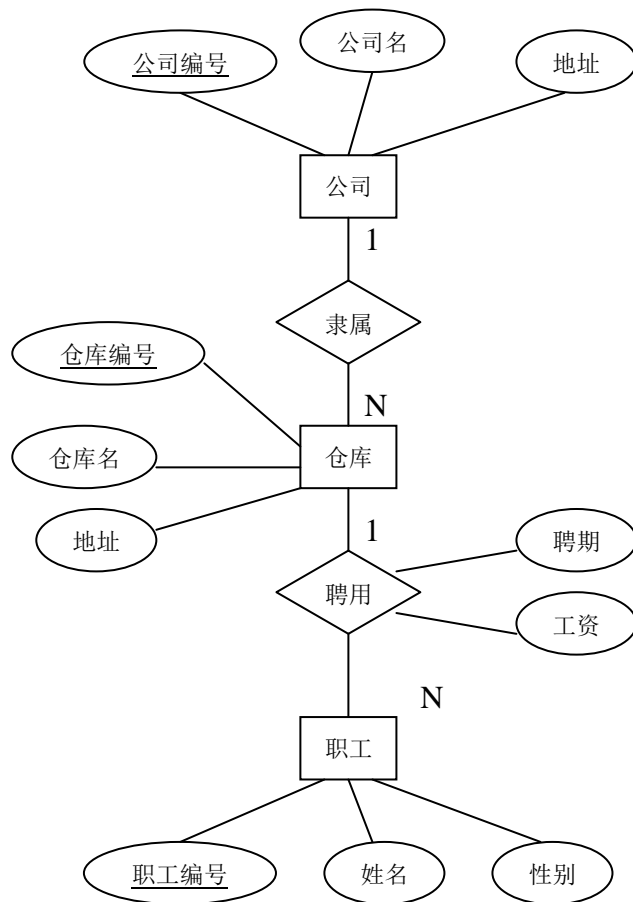 公司名
公司编号
地址
公司
1
隶属
仓库编号
N
仓库名
仓库
地址
1
聘期
聘用
工资
N
职工
职工编号
姓名
性别